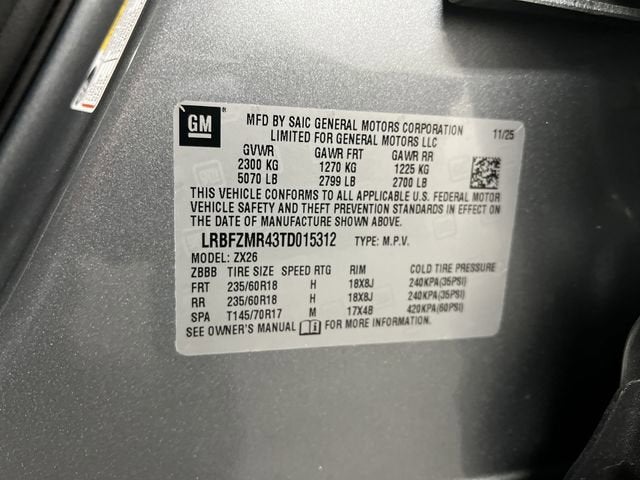 GM
MFD BY SAIC GENERAL MOTORS CORPORATION
LIMITED FOR GENERAL MOTORS LLC
11/25
GVWR GAWR FRT GAWR RR
2300 KG 1270 KG 1225 KG
5070 LB 2799 LB 2700 LB
THIS VEHICLE CONFORMS TO ALL APPLICABLE U.S. FEDERAL MOTOR
VEHICLE SAFETY AND THEFT PREVENTION STANDARDS IN EFFECT ON
THE DATE OF MANUFACTURE SHOWN ABOVE.
LRBFZMR43TD015312 TYPE: M.P.V.
MODEL: ZX26
ZBBB TIRE SIZE SPEED RTG RIM COLD TIRE PRESSURE
FRT 235/60R18 H 18X8J 240KPA(35PSI)
RR 235/60R18 H 18X8J 240KPA(35PSI)
SPA T145/70R17 M 17X4B 420KPA(60PSI)
SEE OWNER'S MANUAL i FOR MORE INFORMATION.